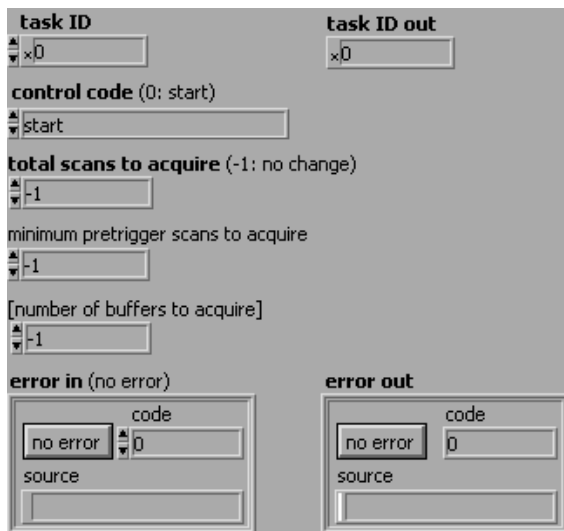 task ID
task ID out
×0
×0
control code (0: start)
start
total scans to acquire (-1: no change)
-1
minimum pretrigger scans to acquire
-1
[number of buffers to acquire]
-1
error in (no error)
error out
code
code
no error
0
no error
0
source
source